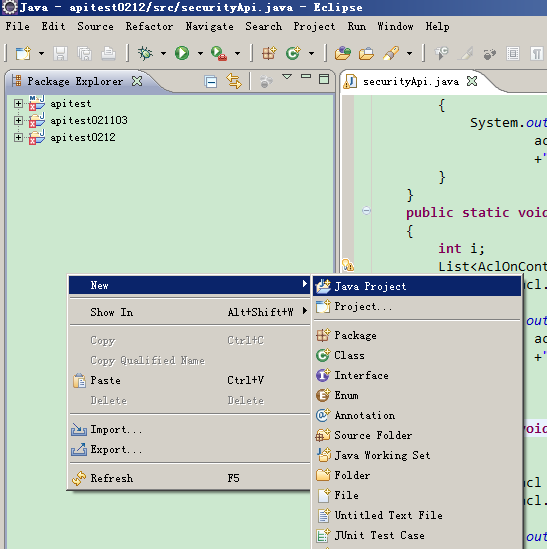 Java - apitest0212/src/securityApi.java - Eclipse
File Edit Source Refactor Navigate Search Project Run Window Help
Package Explorer
securityApi.java
apitest
apitest021103
apitest0212
{
System.out
ac
+"
}
}
public static void
{
int i;
List<AclOnCont
cl.
out
ac
+"
void
cl
cl.
out
New
Show In Alt+Shift+W
Copy Ctrl+C
Copy Qualified Name
Paste Ctrl+V
Delete Delete
Import...
Export...
Refresh F5
Java Project
Project...
Package
Class
Interface
Enum
Annotation
Source Folder
Java Working Set
Folder
File
Untitled Text File
JUnit Test Case